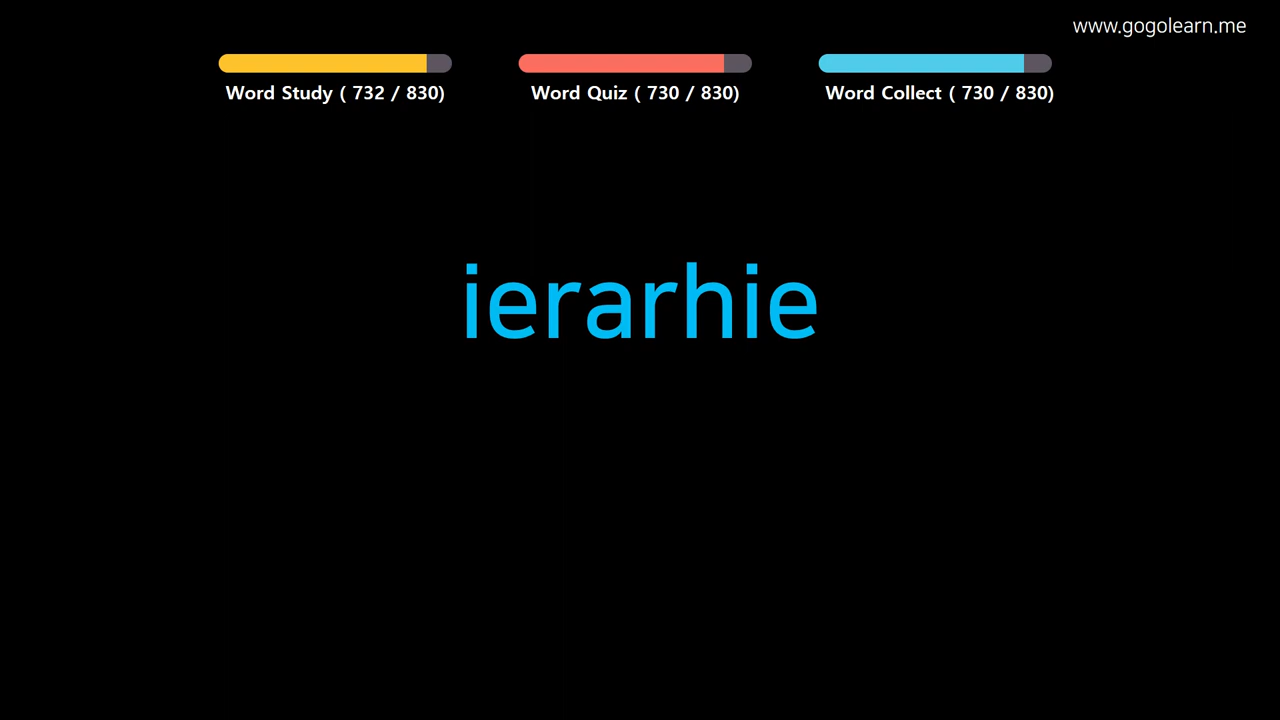 www.gogolearn.me
Word Study ( 732 / 830)
Word Quiz ( 730 / 830)
Word Collect ( 730 / 830)
ierarhie